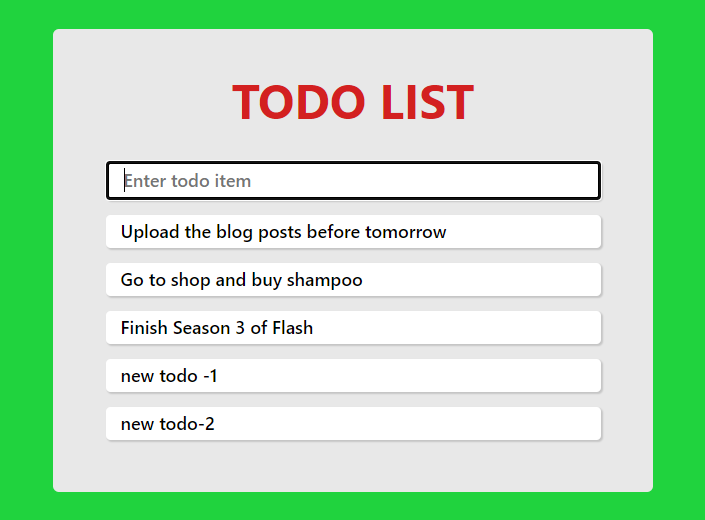 TODO LIST
Enter todo item
Upload the blog posts before tomorrow
Go to shop and buy shampoo
Finish Season 3 of Flash
new todo -1
new todo-2